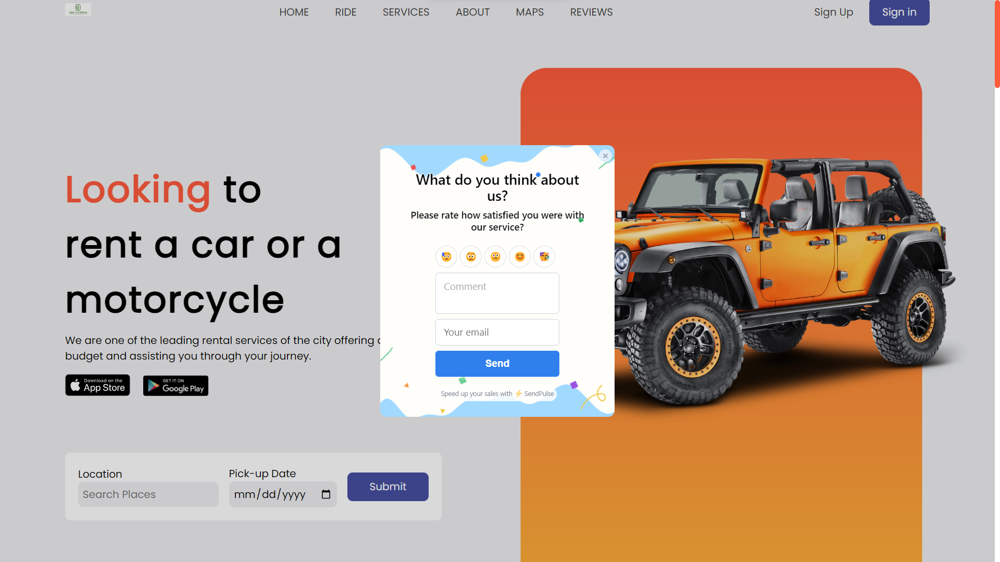 HOME
RIDE
SERVICES
ABOUT
MAPS
REVIEWS
Sign Up
Sign in
Looking to
rent a car or a
motorcycle
We are one of the leading rental services of the city offering
budget and assisting you through your journey.
Download on the
App Store
GET IT ON
Google Play
Location
Search Places
Pick-up Date
mm/dd/yyyy
Submit
What do you think about
us?
Please rate how satisfied you were with
our service?
Comment
Your email
Send
Speed up your sales with ⚡ SendPulse